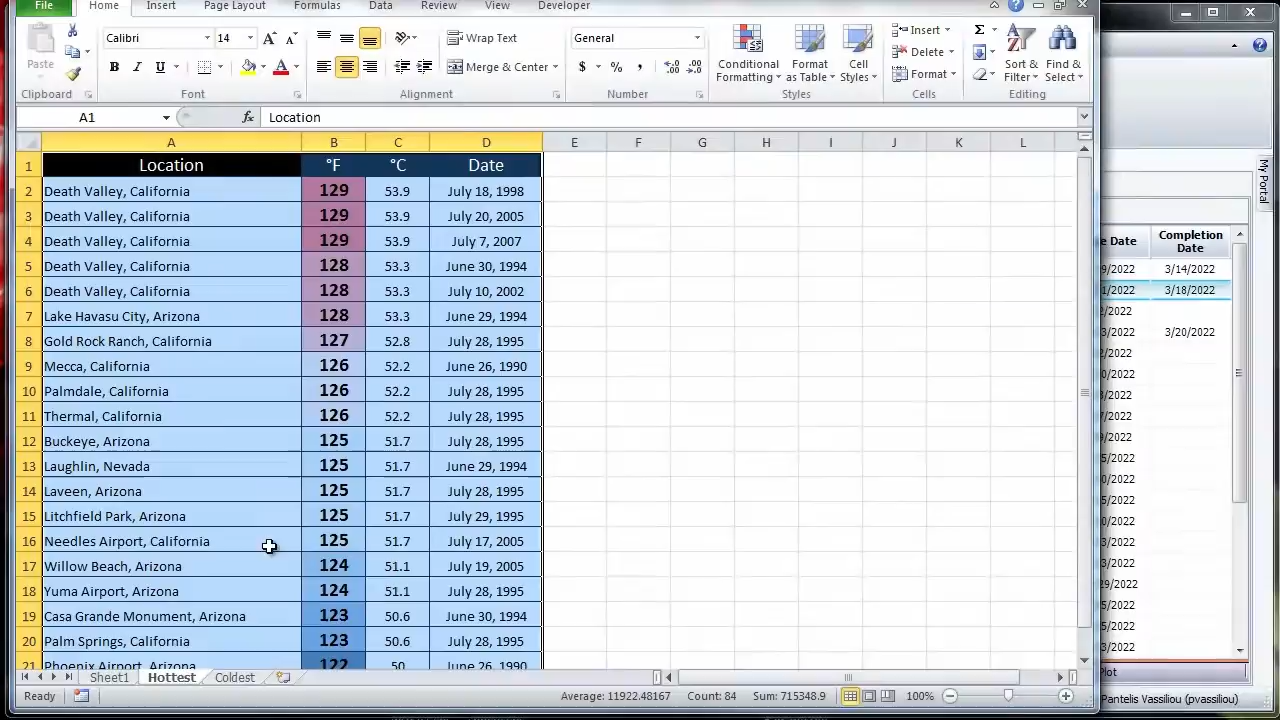 File Home Insert Page Layout Formulas Data Review View Developer
Calibri 14 A A Wrap Text General Insert Σ
Paste B I U A Merge & Center $ % , Conditional Formatting Format as Table Cell Styles Delete Format Sort & Filter Find & Select
Clipboard Font Alignment Number Styles Cells Editing
A1 fx Location
A B C D E F G H I J K L
1 Location °F °C Date
2 Death Valley, California 129 53.9 July 18, 1998
3 Death Valley, California 129 53.9 July 20, 2005
4 Death Valley, California 129 53.9 July 7, 2007
5 Death Valley, California 128 53.3 June 30, 1994
6 Death Valley, California 128 53.3 July 10, 2002
7 Lake Havasu City, Arizona 128 53.3 June 29, 1994
8 Gold Rock Ranch, California 127 52.8 July 28, 1995
9 Mecca, California 126 52.2 June 26, 1990
10 Palmdale, California 126 52.2 July 28, 1995
11 Thermal, California 126 52.2 July 28, 1995
12 Buckeye, Arizona 125 51.7 July 28, 1995
13 Laughlin, Nevada 125 51.7 June 29, 1994
14 Laveen, Arizona 125 51.7 July 28, 1995
15 Litchfield Park, Arizona 125 51.7 July 29, 1995
16 Needles Airport, California 125 51.7 July 17, 2005
17 Willow Beach, Arizona 124 51.1 July 19, 2005
18 Yuma Airport, Arizona 124 51.1 July 28, 1995
19 Casa Grande Monument, Arizona 123 50.6 June 30, 1994
20 Palm Springs, California 123 50.6 July 28, 1995
21 Phoenix Airport, Arizona 122 50 June 26, 1990
Sheet1 Hottest Coldest
Ready Average: 11922.48167 Count: 84 Sum: 715348.9 100%
My Portal
e Date Completion Date
9/2022 3/14/2022
1/2022 3/18/2022
2/2022
3/2022 3/20/2022
2/2022
3/2022
3/2022
2/2022
5/2022
0/2022
5/2022
0/2022
0/2022
2/2022
3/2022
29/2022
5/2022
5/2022
3/2022
Plot
Pantelis Vassiliou (pvassiliou)